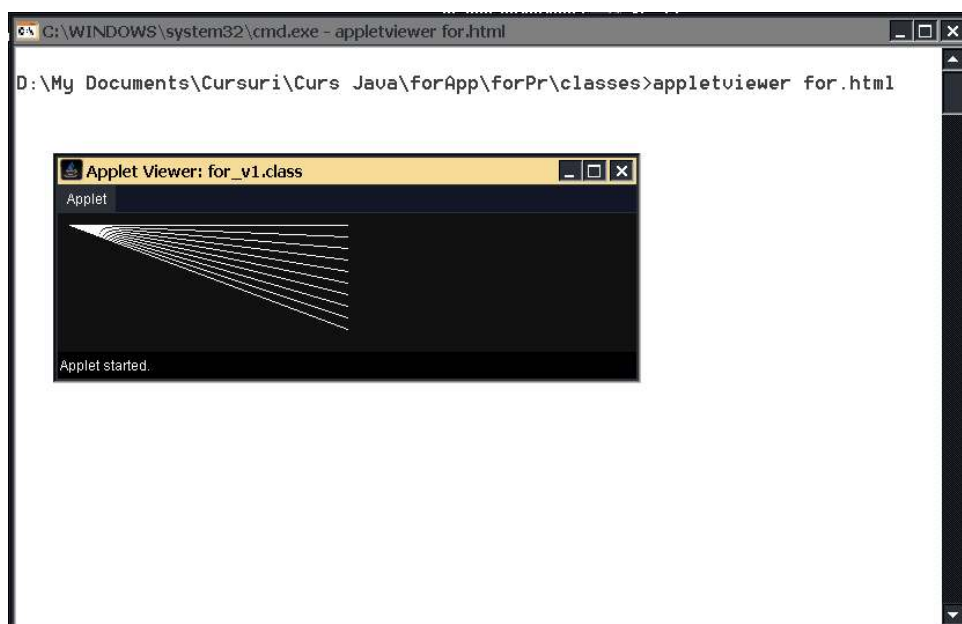 C:\WINDOWS\system32\cmd.exe - appletviewer for.html
D:\My Documents\Cursuri\Curs Java\forApp\forPr\classes>appletviewer for.html
Applet Viewer: for_v1.class
Applet
Applet started.